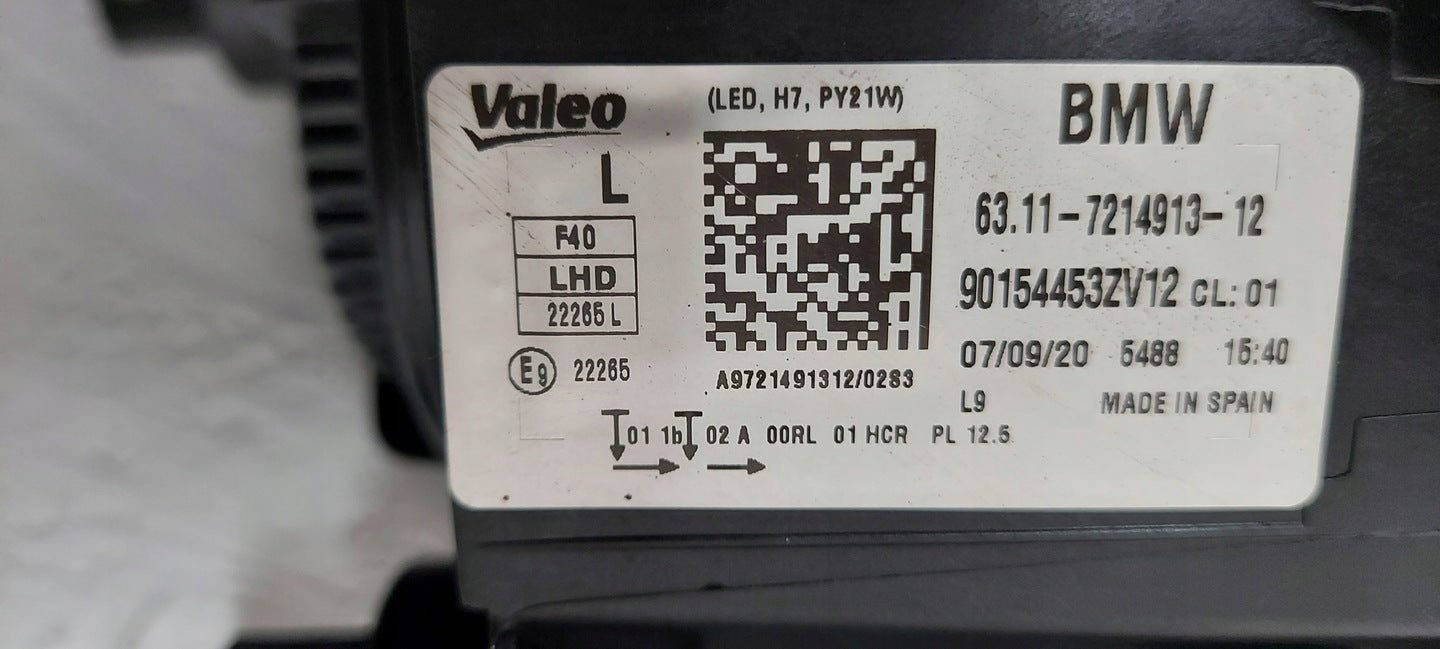 Valeo
(LED, H7, PY21W)
BMW
L
F40
LHD
22265 L
E9 22265
63.11-7214913-12
90154453ZV12 CL: 01
A9721491312/0283
07/09/20 5488 15:40
L9 MADE IN SPAIN
01 1b 02 A 00RL 01 HCR PL 12.5